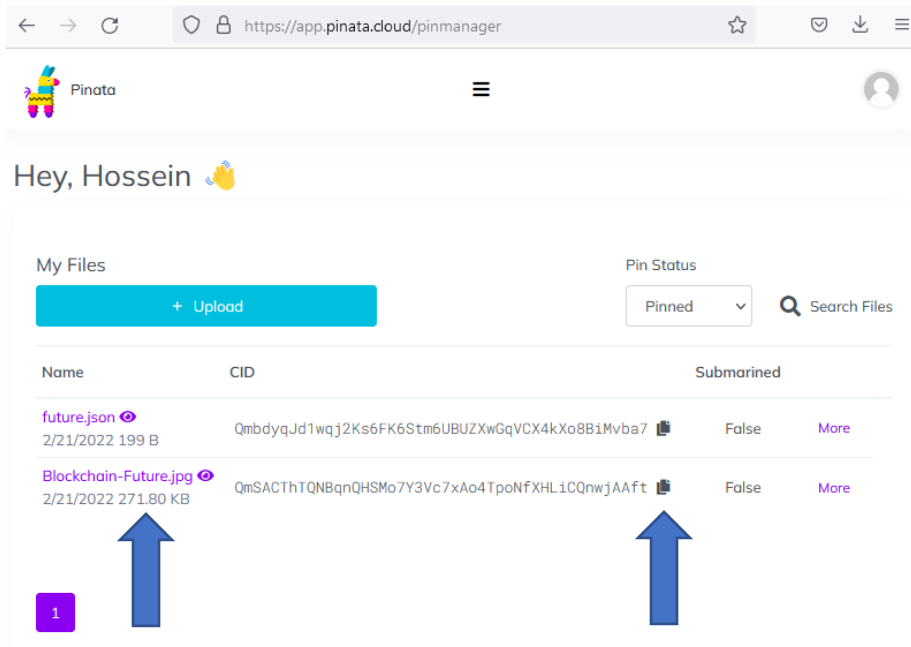 https://app.pinata.cloud/pinmanager
Pinata
Hey, Hossein
My Files
Pin Status
+ Upload
Pinned
Search Files
Name CID Submarined
future.json
2/21/2022 199 B
QmbdyqJd1wqj2Ks6FK6Stm6UBUZXwGqVCX4kXo8BiMvba7 False More
Blockchain-Future.jpg
2/21/2022 271.80 KB
QmSACThTQNBqnQHSMo7Y3Vc7xAo4TpoNfXHLiCQnwjAAft False More
1